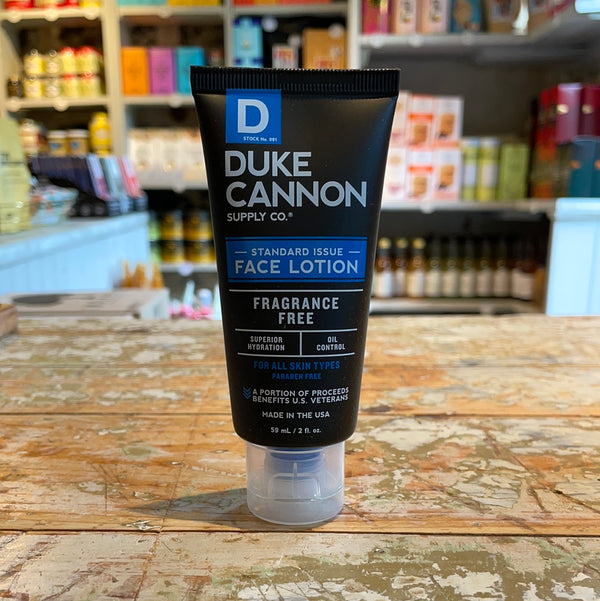 D
STOCK No. 091
DUKE
CANNON
SUPPLY CO.®
STANDARD ISSUE
FACE LOTION
FRAGRANCE
FREE
SUPERIOR
HYDRATION
OIL
CONTROL
FOR ALL SKIN TYPES
PARABEN FREE
A PORTION OF PROCEEDS
BENEFITS U.S. VETERANS
MADE IN THE USA
59 mL / 2 fl. oz.